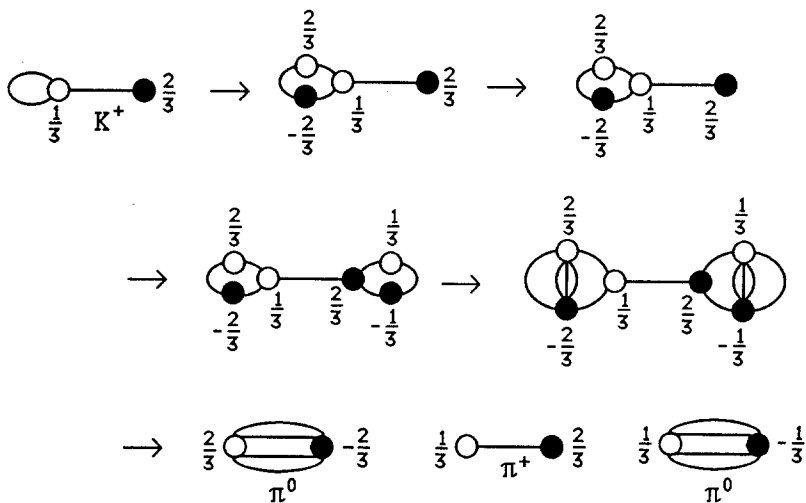 2/3 2/3
2/3 → 2/3 →
1/3 K⁺ -2/3 1/3 -2/3 1/3 2/3
2/3 1/3 2/3 1/3
→ →
-2/3 1/3 2/3 -1/3 -2/3 1/3 2/3 -1/3
→ 2/3 -2/3 1/3 2/3 1/3 -1/3
π⁰ π⁺ π⁰